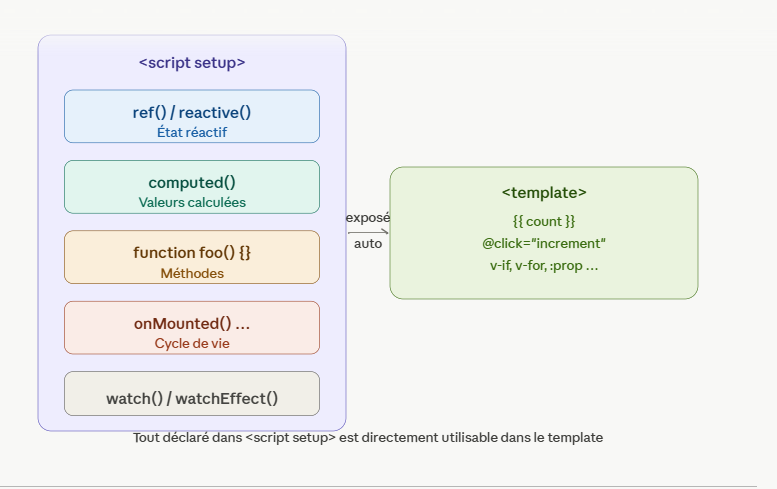 <script setup>
ref() / reactive()
État réactif
computed()
Valeurs calculées
function foo() {}
Méthodes
onMounted() ...
Cycle de vie
watch() / watchEffect()
exposé
auto
<template>
{{ count }}
@click="increment"
v-if, v-for, :prop ...
Tout déclaré dans <script setup> est directement utilisable dans le template